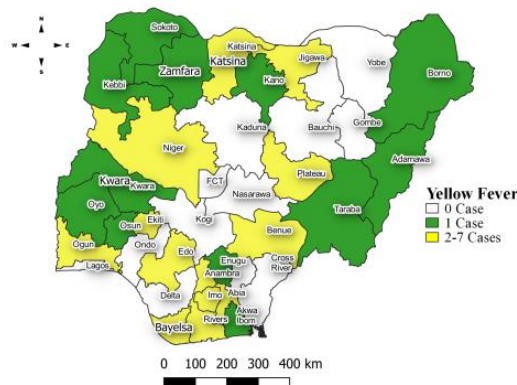 N
W E
S
Sokoto
Katsina
Katsina
Jigawa
Yobe
Zamfara
Kebbi
Kano
Borno
Kaduna
Bauchi
Gombe
Niger
Adamawa
Plateau
FCT
Kwara
Kwara
Nasarawa
Taraba
Oyo
Kogi
Osun
Ekiti
Benue
Ogun
Ondo
Edo
Lagos
Enugu
Anambra
Cross
River
Delta
Imo
Abia
Akwa
Ibom
Bayelsa
Rivers
Yellow Fever
0 Case
1 Case
2-7 Cases
0 100 200 300 400 km